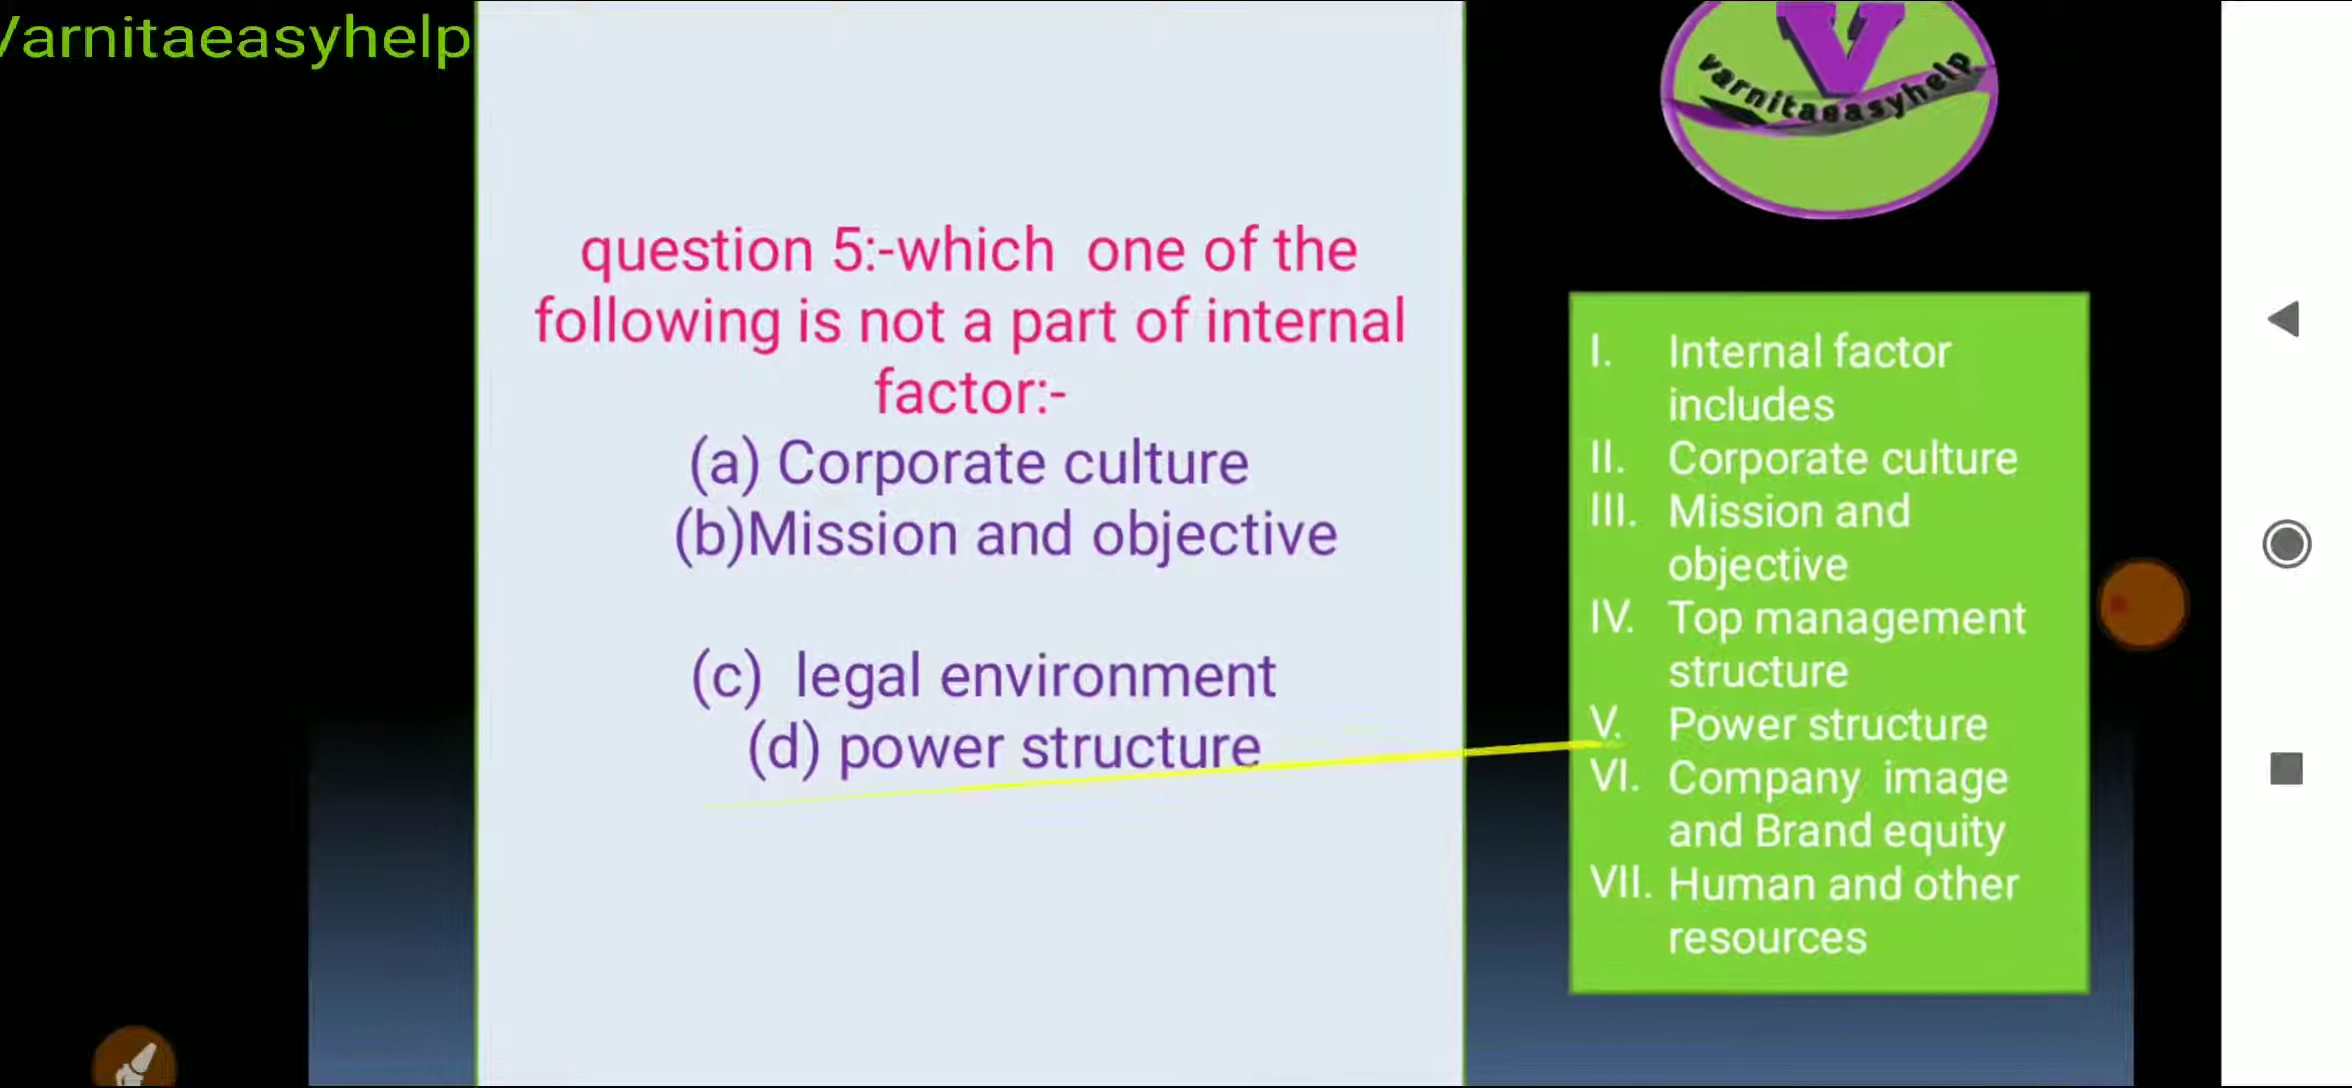 Varnitaeasyhelp
V
varnitaeasyhelp
question 5:-which one of the
following is not a part of internal
factor:-
(a) Corporate culture
(b)Mission and objective
(c) legal environment
(d) power structure
I. Internal factor
includes
II. Corporate culture
III. Mission and
objective
IV. Top management
structure
V. Power structure
VI. Company image
and Brand equity
VII. Human and other
resources